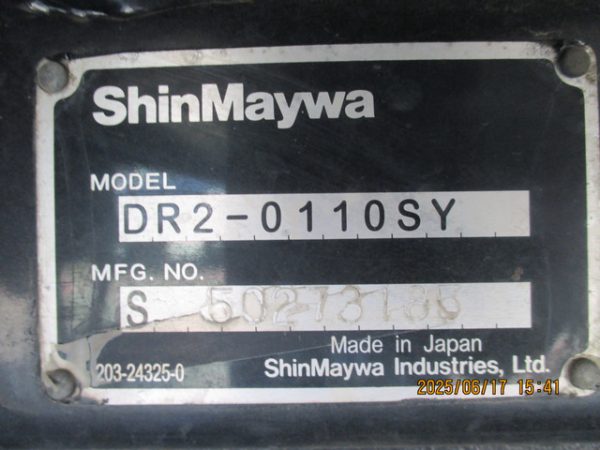 ShinMaywa
MODEL
DR2-0110SY
MFG. NO.
S
Made in Japan
203-24325-0 ShinMaywa Industries, Ltd.
2025/06/17 15:41